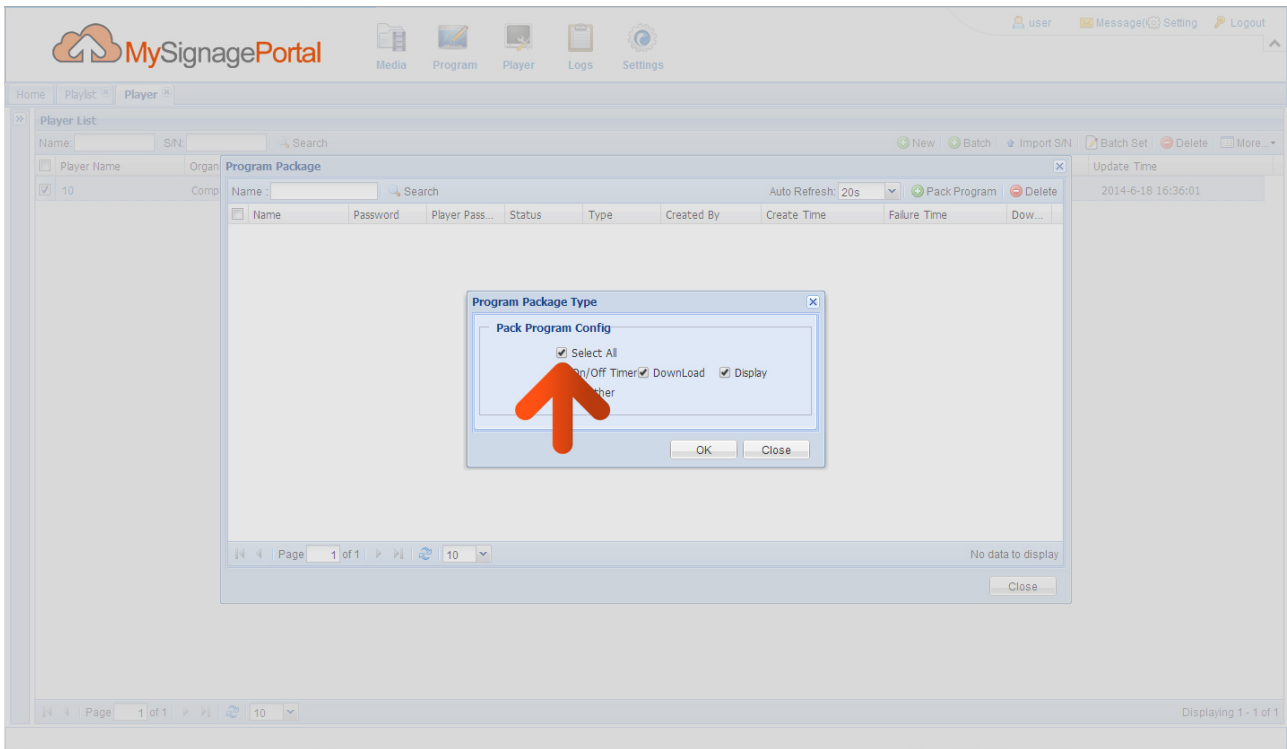 user Message( Setting Logout
MySignagePortal
Media Program Player Logs Settings
Home Playlist Player
Player List
Name: S/N: Search New Batch Import S/N Batch Set Delete More...
Player Name Organ Update Time
10 Comp 2014-6-18 16:36:01
Program Package
Name : Search Auto Refresh: 20s Pack Program Delete
Name Password Player Pass... Status Type Created By Create Time Failure Time Dow...
Program Package Type
Pack Program Config
Select All
On/Off Timer DownLoad Display
OK Close
Page 1 of 1 10 No data to display
Close
Page 1 of 1 10 Displaying 1 - 1 of 1